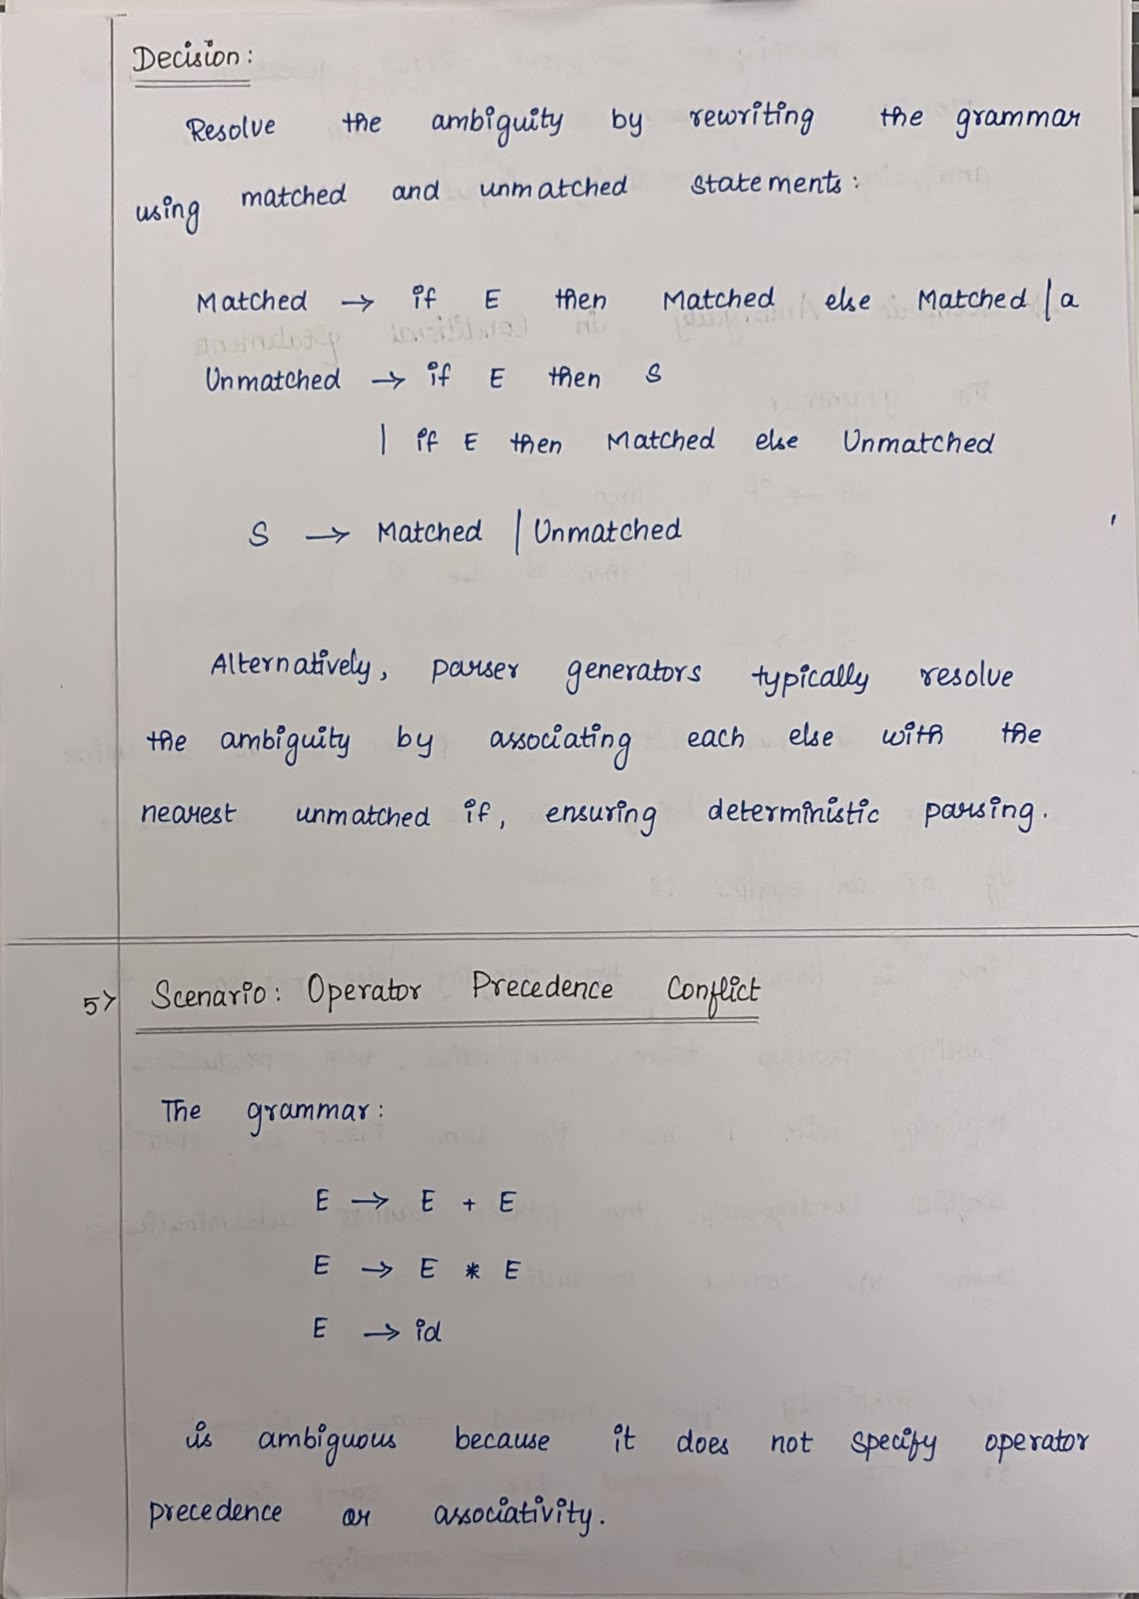 Decision:
Resolve the ambiguity by rewriting the grammar
using matched and unmatched statements:
Matched → if E then Matched else Matched | a
Unmatched → if E then S
| if E then Matched else Unmatched
S → Matched | Unmatched
Alternatively, parser generators typically resolve
the ambiguity by associating each else with the
nearest unmatched if, ensuring deterministic parsing.
5> Scenario: Operator Precedence Conflict
The grammar:
E → E + E
E → E * E
E → id
is ambiguous because it does not specify operator
precedence or associativity.